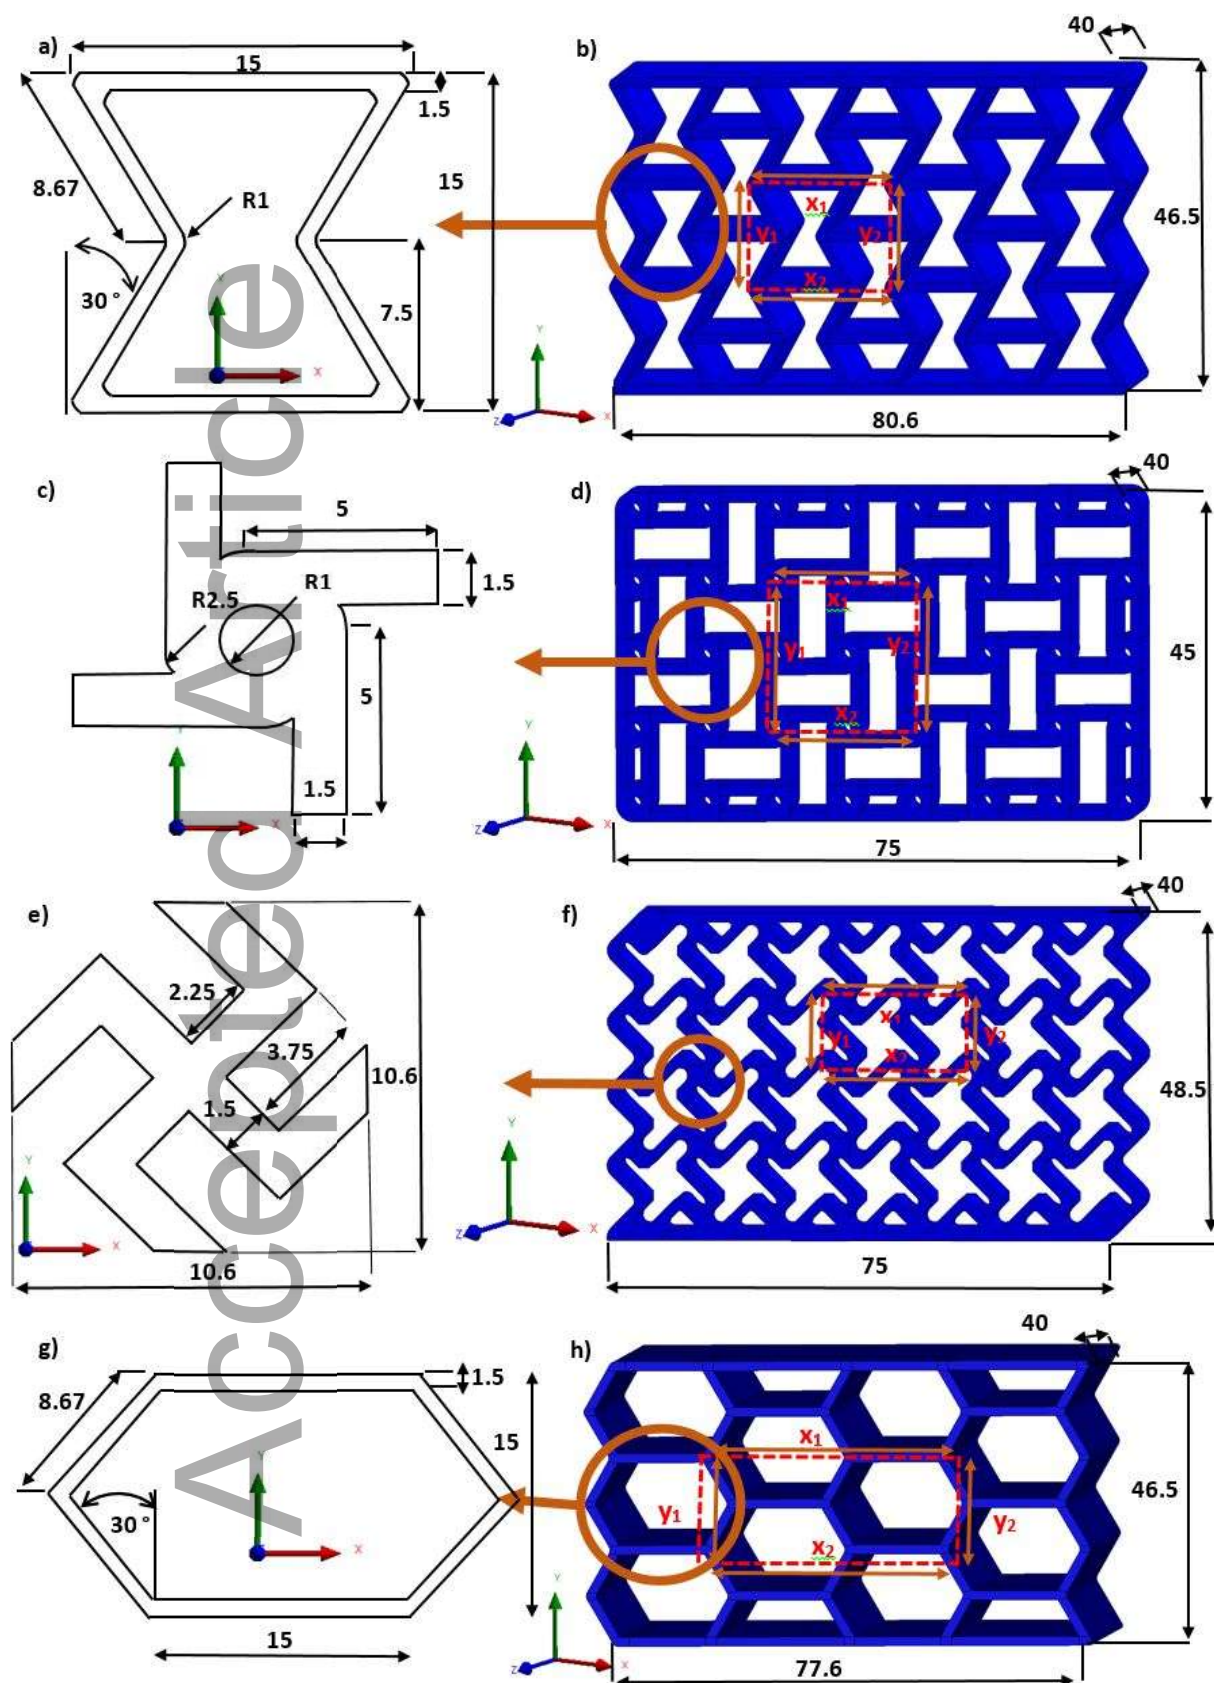 a)
15
1.5
8.67
R1
15
30°
7.5
Y
X
b)
40
x1
y1
y2
x2
46.5
Y
Z
X
80.6
c)
5
R2.5
R1
1.5
5
1.5
Y
X
d)
40
x1
y1
y2
x2
45
Y
Z
X
75
e)
2.25
3.75
10.6
1.5
Y
X
10.6
f)
40
x1
y1
y2
x2
48.5
Y
Z
X
75
g)
8.67
1.5
15
30°
Y
X
15
h)
40
x1
y1
y2
x2
46.5
Y
Z
X
77.6
Accepted Article